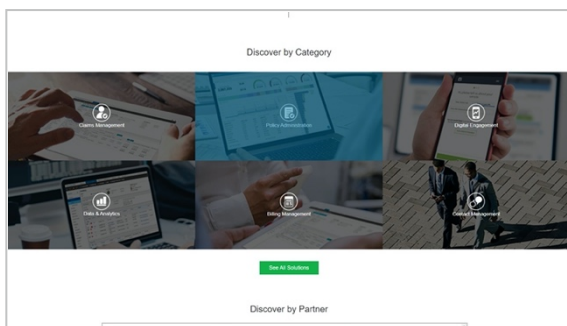 Discover by Category
Claims Management
Policy Administration
Digital Engagement
Data & Analytics
Billing Management
Contact Management
See All Solutions
Discover by Partner